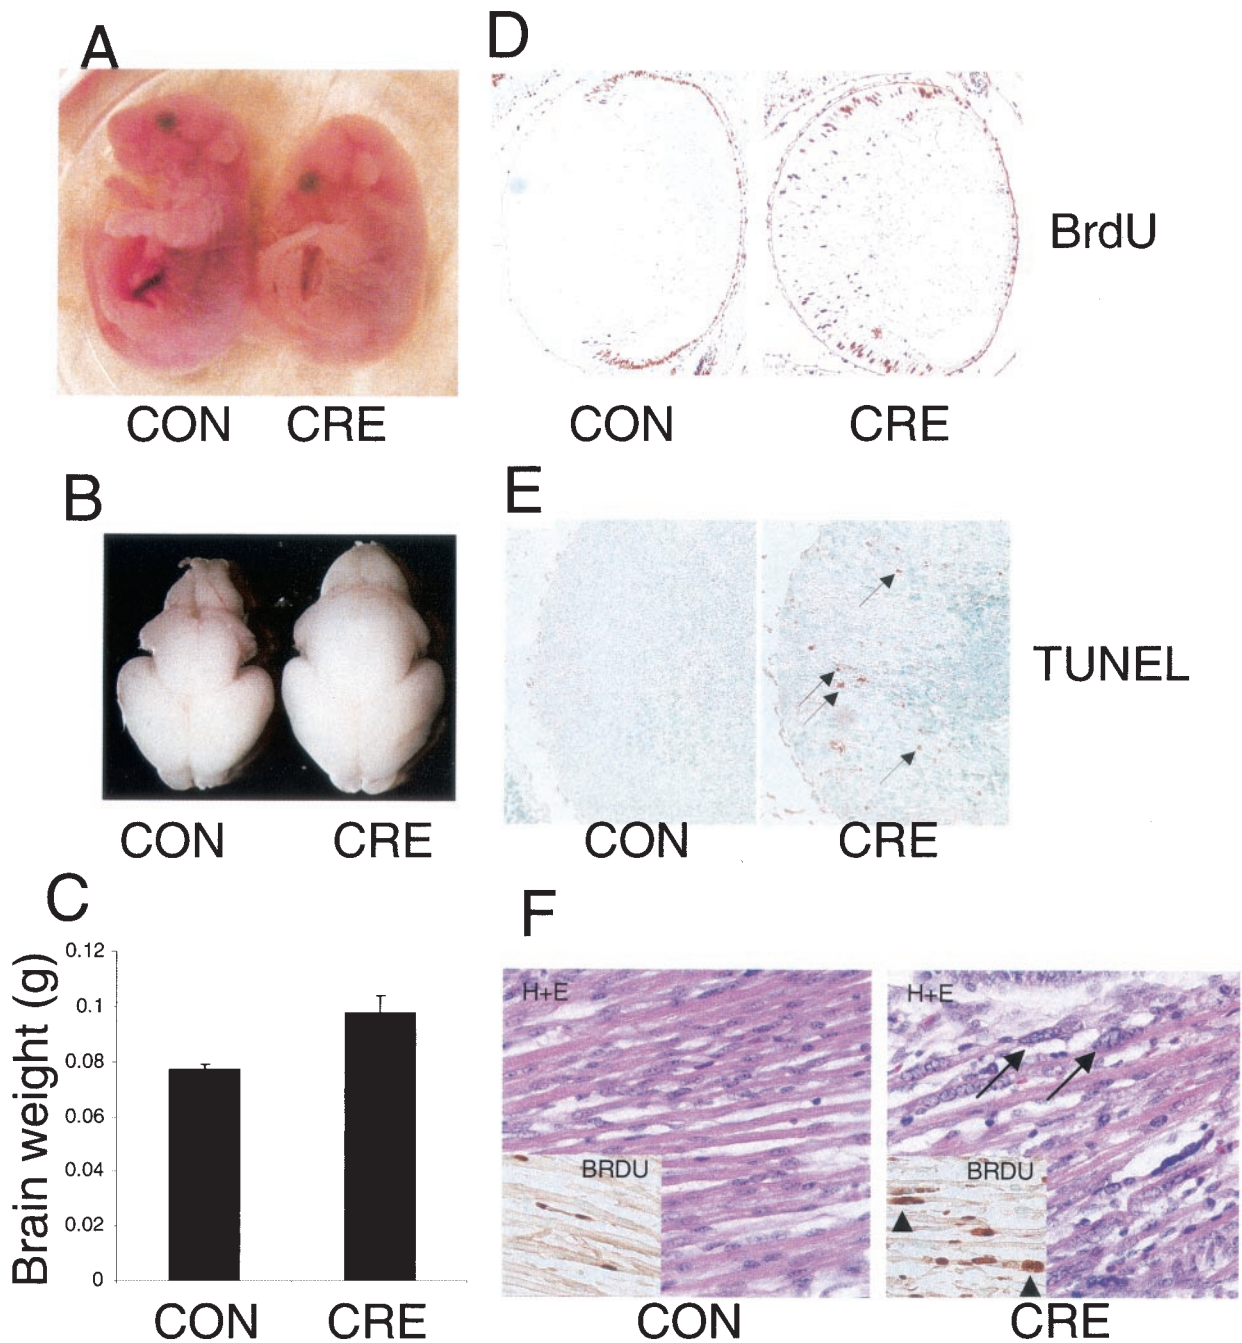 A
CON CRE
B
CON CRE
C
Brain weight (g)
0.12
0.1
0.08
0.06
0.04
0.02
0
CON CRE
D
BrdU
CON CRE
E
TUNEL
CON CRE
F
H+E
BRDU
H+E
BRDU
CON CRE